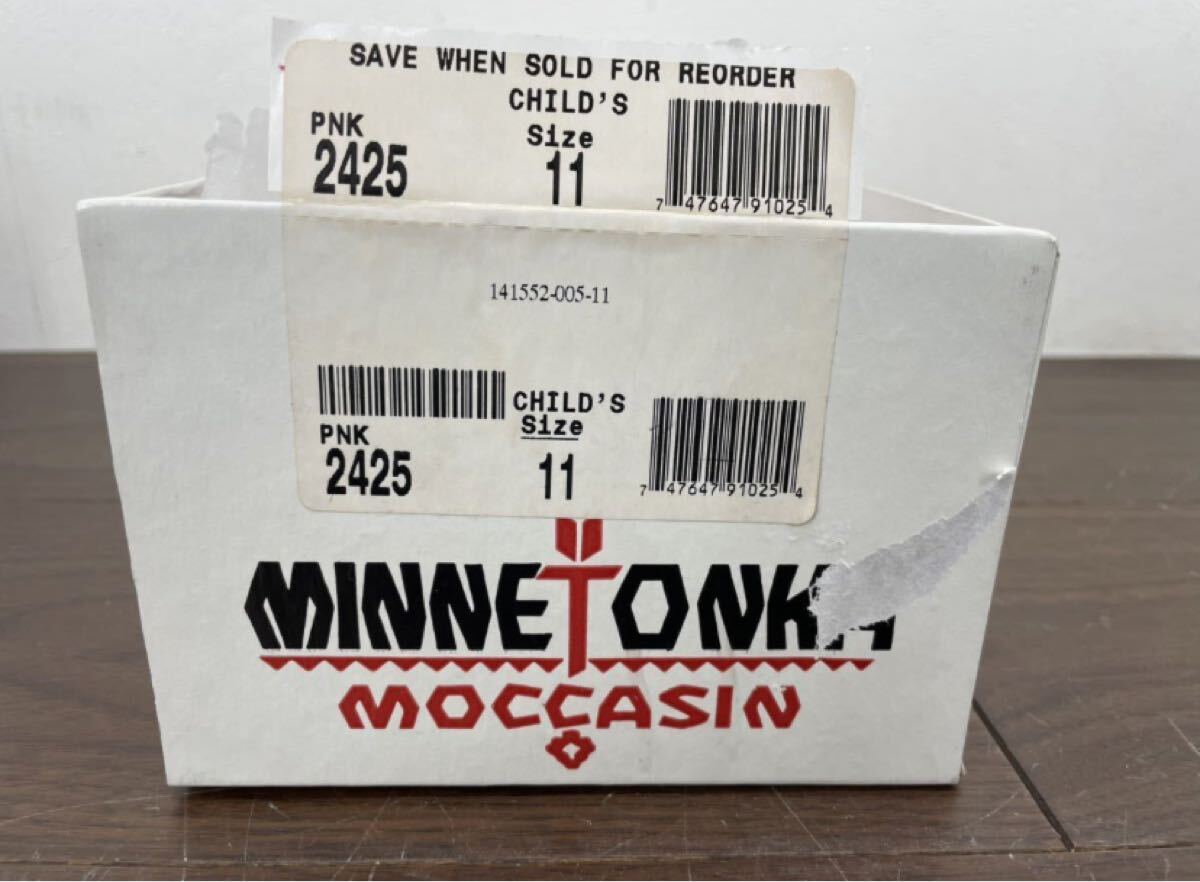 SAVE WHEN SOLD FOR REORDER
CHILD'S
PNK Size
2425 11
7 47647 91025 4
141552-005-11
CHILD'S
PNK Size
2425 11
7 47647 91025 4
MINNETONKA
MOCCASIN